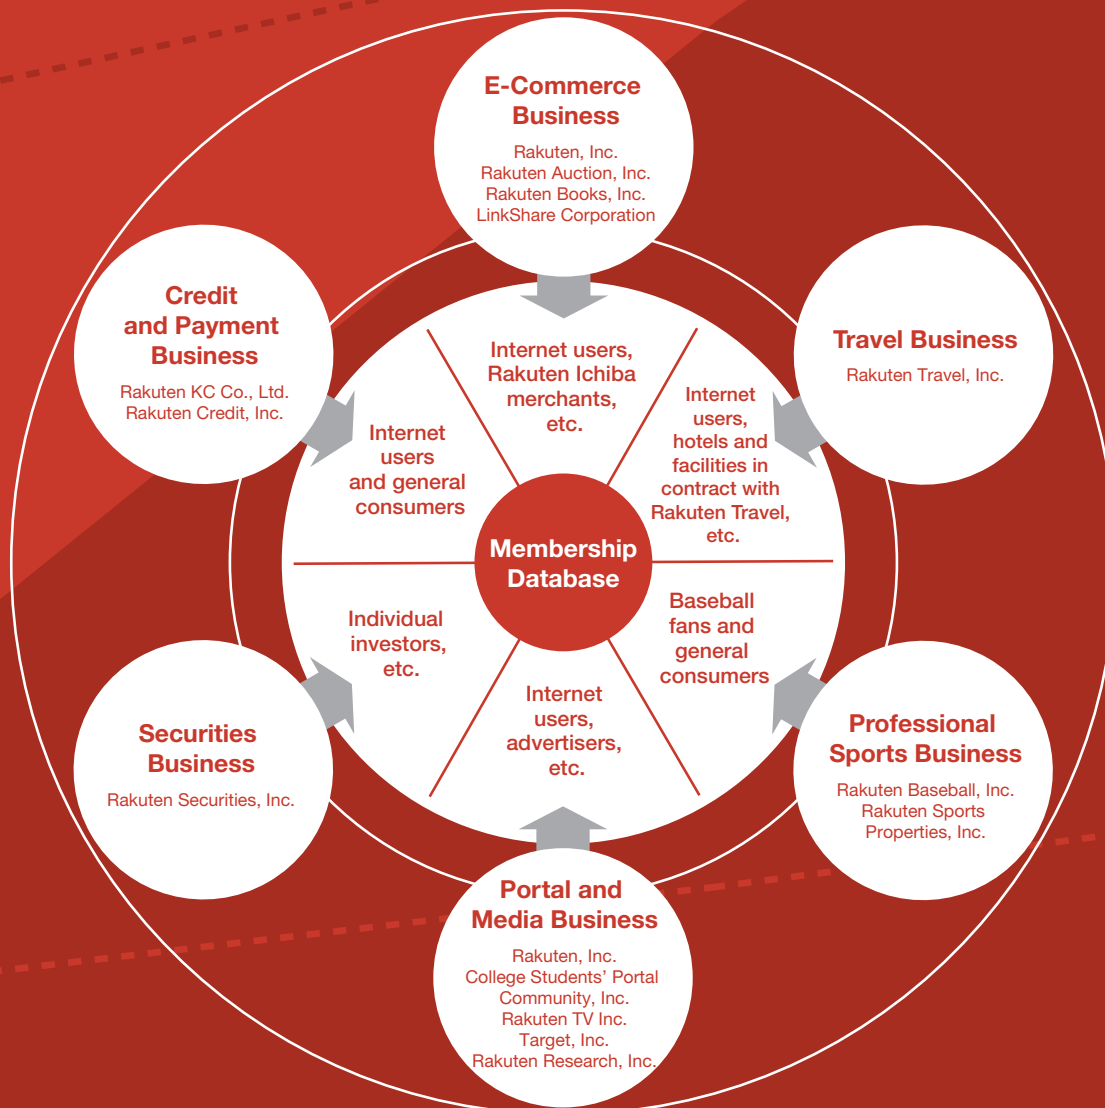 E-Commerce
Business
Rakuten, Inc.
Rakuten Auction, Inc.
Rakuten Books, Inc.
LinkShare Corporation
Credit
and Payment
Business
Rakuten KC Co., Ltd.
Rakuten Credit, Inc.
Travel Business
Rakuten Travel, Inc.
Internet users,
Rakuten Ichiba
merchants,
etc.
Internet
users,
hotels and
facilities in
contract with
Rakuten Travel,
etc.
Internet
users
and general
consumers
Membership
Database
Individual
investors,
etc.
Baseball
fans and
general
consumers
Internet
users,
advertisers,
etc.
Securities
Business
Rakuten Securities, Inc.
Professional
Sports Business
Rakuten Baseball, Inc.
Rakuten Sports
Properties, Inc.
Portal and
Media Business
Rakuten, Inc.
College Students’ Portal
Community, Inc.
Rakuten TV Inc.
Target, Inc.
Rakuten Research, Inc.